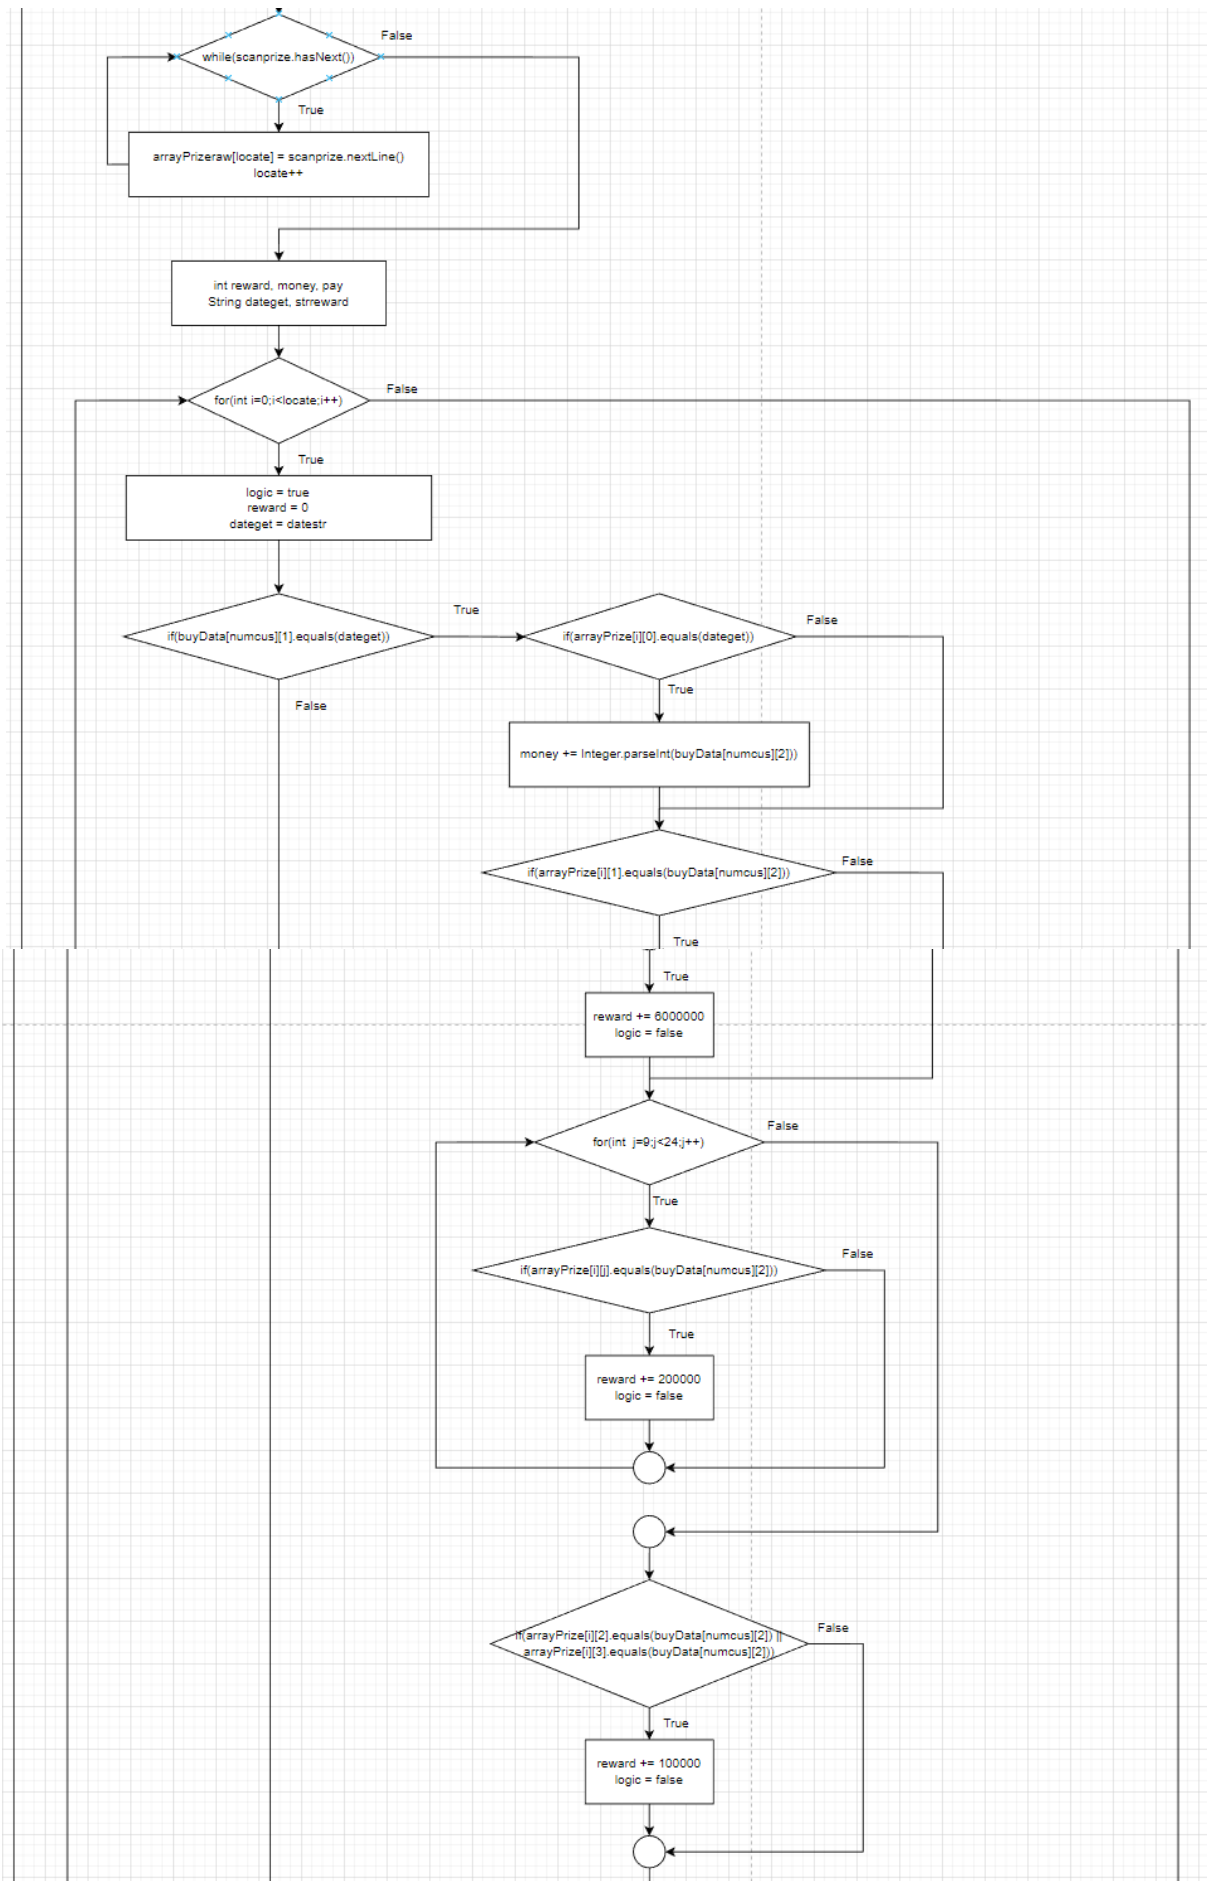 False
while(scanprize.hasNext())
True
arrayPrizeraw[locate] = scanprize.nextLine()
locate++
int reward, money, pay
String dateget, strreward
for(int i=0;i<locate;i++)
False
True
logic = true
reward = 0
dateget = datestr
if(buyData[numcus][1].equals(dateget))
True
if(arrayPrize[i][0].equals(dateget))
False
True
False
money += Integer.parseInt(buyData[numcus][2]))
if(arrayPrize[i][1].equals(buyData[numcus][2]))
False
True
True
reward += 6000000
logic = false
for(int  j=9;j<24;j++)
False
True
if(arrayPrize[i][j].equals(buyData[numcus][2]))
False
True
reward += 200000
logic = false
if(arrayPrize[i][2].equals(buyData[numcus][2]) ||
arrayPrize[i][3].equals(buyData[numcus][2]))
False
True
reward += 100000
logic = false